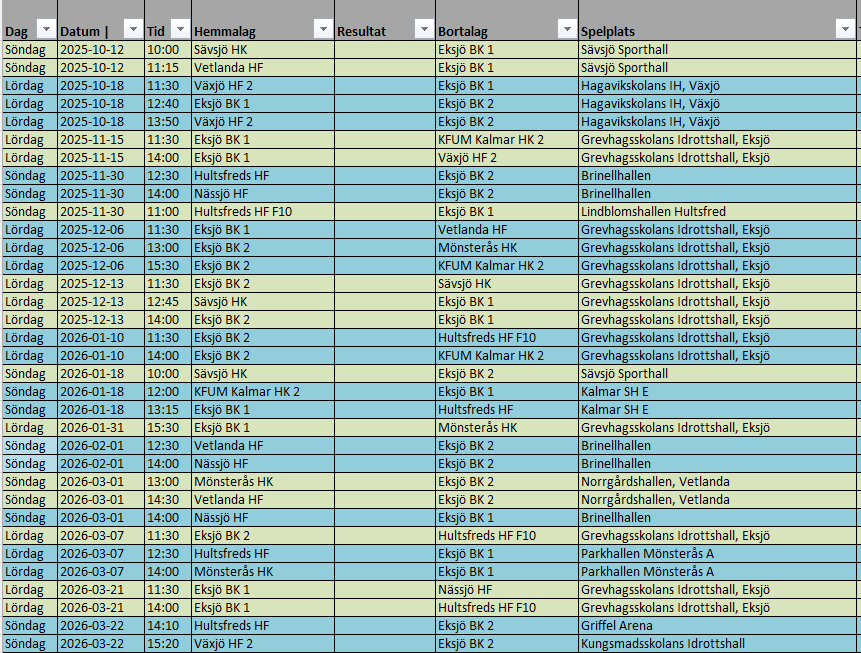 Dag Datum | Tid Hemmalag Resultat Bortalag Spelplats
Söndag 2025-10-12 10:00 Sävsjö HK Eksjö BK 1 Sävsjö Sporthall
Söndag 2025-10-12 11:15 Vetlanda HF Eksjö BK 1 Sävsjö Sporthall
Lördag 2025-10-18 11:30 Växjö HF 2 Eksjö BK 1 Hagavikskolans IH, Växjö
Lördag 2025-10-18 12:40 Eksjö BK 1 Eksjö BK 2 Hagavikskolans IH, Växjö
Lördag 2025-10-18 13:50 Växjö HF 2 Eksjö BK 2 Hagavikskolans IH, Växjö
Lördag 2025-11-15 11:30 Eksjö BK 1 KFUM Kalmar HK 2 Grevhagsskolans Idrottshall, Eksjö
Lördag 2025-11-15 14:00 Eksjö BK 1 Växjö HF 2 Grevhagsskolans Idrottshall, Eksjö
Söndag 2025-11-30 12:30 Hultsfreds HF Eksjö BK 2 Brinellhallen
Söndag 2025-11-30 14:00 Nässjö HF Eksjö BK 2 Brinellhallen
Söndag 2025-11-30 11:00 Hultsfreds HF F10 Eksjö BK 1 Lindblomshallen Hultsfred
Lördag 2025-12-06 11:30 Eksjö BK 1 Vetlanda HF Grevhagsskolans Idrottshall, Eksjö
Lördag 2025-12-06 13:00 Eksjö BK 2 Mönsterås HK Grevhagsskolans Idrottshall, Eksjö
Lördag 2025-12-06 15:30 Eksjö BK 2 KFUM Kalmar HK 2 Grevhagsskolans Idrottshall, Eksjö
Lördag 2025-12-13 11:30 Eksjö BK 2 Sävsjö HK Grevhagsskolans Idrottshall, Eksjö
Lördag 2025-12-13 12:45 Sävsjö HK Eksjö BK 1 Grevhagsskolans Idrottshall, Eksjö
Lördag 2025-12-13 14:00 Eksjö BK 2 Eksjö BK 1 Grevhagsskolans Idrottshall, Eksjö
Lördag 2026-01-10 11:30 Eksjö BK 2 Hultsfreds HF F10 Grevhagsskolans Idrottshall, Eksjö
Lördag 2026-01-10 14:00 Eksjö BK 2 KFUM Kalmar HK 2 Grevhagsskolans Idrottshall, Eksjö
Söndag 2026-01-18 10:00 Sävsjö HK Eksjö BK 2 Sävsjö Sporthall
Söndag 2026-01-18 12:00 KFUM Kalmar HK 2 Eksjö BK 1 Kalmar SH E
Söndag 2026-01-18 13:15 Eksjö BK 1 Hultsfreds HF Kalmar SH E
Lördag 2026-01-31 15:30 Eksjö BK 1 Mönsterås HK Grevhagsskolans Idrottshall, Eksjö
Söndag 2026-02-01 12:30 Vetlanda HF Eksjö BK 2 Brinellhallen
Söndag 2026-02-01 14:00 Nässjö HF Eksjö BK 2 Brinellhallen
Söndag 2026-03-01 13:00 Mönsterås HK Eksjö BK 2 Norrgårdshallen, Vetlanda
Söndag 2026-03-01 14:30 Vetlanda HF Eksjö BK 2 Norrgårdshallen, Vetlanda
Söndag 2026-03-01 14:00 Nässjö HF Eksjö BK 1 Brinellhallen
Lördag 2026-03-07 11:30 Eksjö BK 2 Hultsfreds HF F10 Grevhagsskolans Idrottshall, Eksjö
Lördag 2026-03-07 12:30 Hultsfreds HF Eksjö BK 1 Parkhallen Mönsterås A
Lördag 2026-03-07 14:00 Mönsterås HK Eksjö BK 1 Parkhallen Mönsterås A
Lördag 2026-03-21 11:30 Eksjö BK 1 Nässjö HF Grevhagsskolans Idrottshall, Eksjö
Lördag 2026-03-21 14:00 Eksjö BK 1 Hultsfreds HF F10 Grevhagsskolans Idrottshall, Eksjö
Söndag 2026-03-22 14:10 Hultsfreds HF Eksjö BK 2 Griffel Arena
Söndag 2026-03-22 15:20 Växjö HF 2 Eksjö BK 2 Kungsmadsskolans Idrottshall